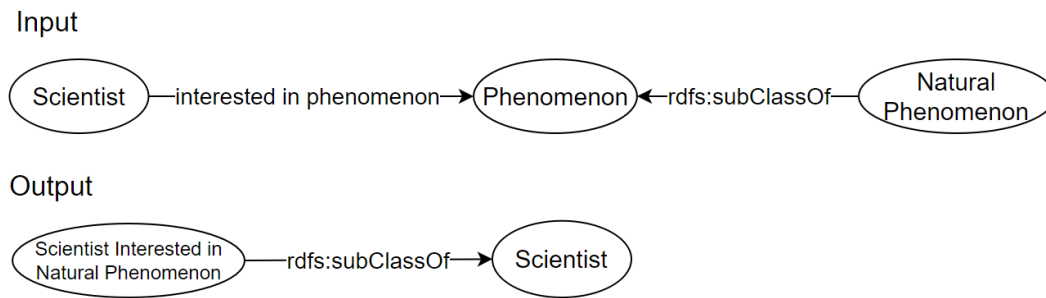 Input
Scientist
interested in phenomenon
Phenomenon
rdfs:subClassOf
Natural
Phenomenon
Output
Scientist Interested in
Natural Phenomenon
rdfs:subClassOf
Scientist